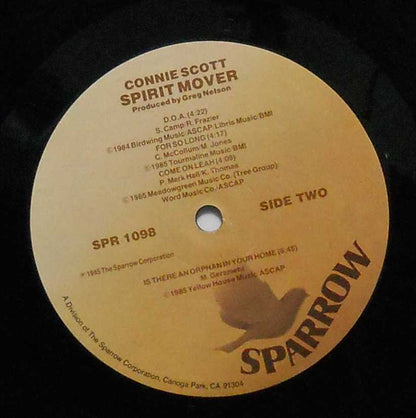 CONNIE SCOTT
SPIRIT MOVER
Produced by Greg Nelson
D.O.A. (4:22)
S. Camp/R. Frazier
©1984 Birdwing Music/ASCAP/Libris Music/BMI
FOR SO LONG (4:17)
C. McCollum/M. Jones
©1985 Tourmaline Music/BMI
COME ON LEAH (4:08)
P. Mark Hall/K. Thomas
©1985 Meadowgreen Music Co. (Tree Group)/
Word Music Co./ASCAP
SPR 1098
SIDE TWO
℗1985 The Sparrow Corporation
IS THERE AN ORPHAN IN YOUR HOME (5:45)
M. Gersmehl
©1985 Yellow House Music/ASCAP
SPARROW
A Division of The Sparrow Corporation, Canoga Park, CA 91304